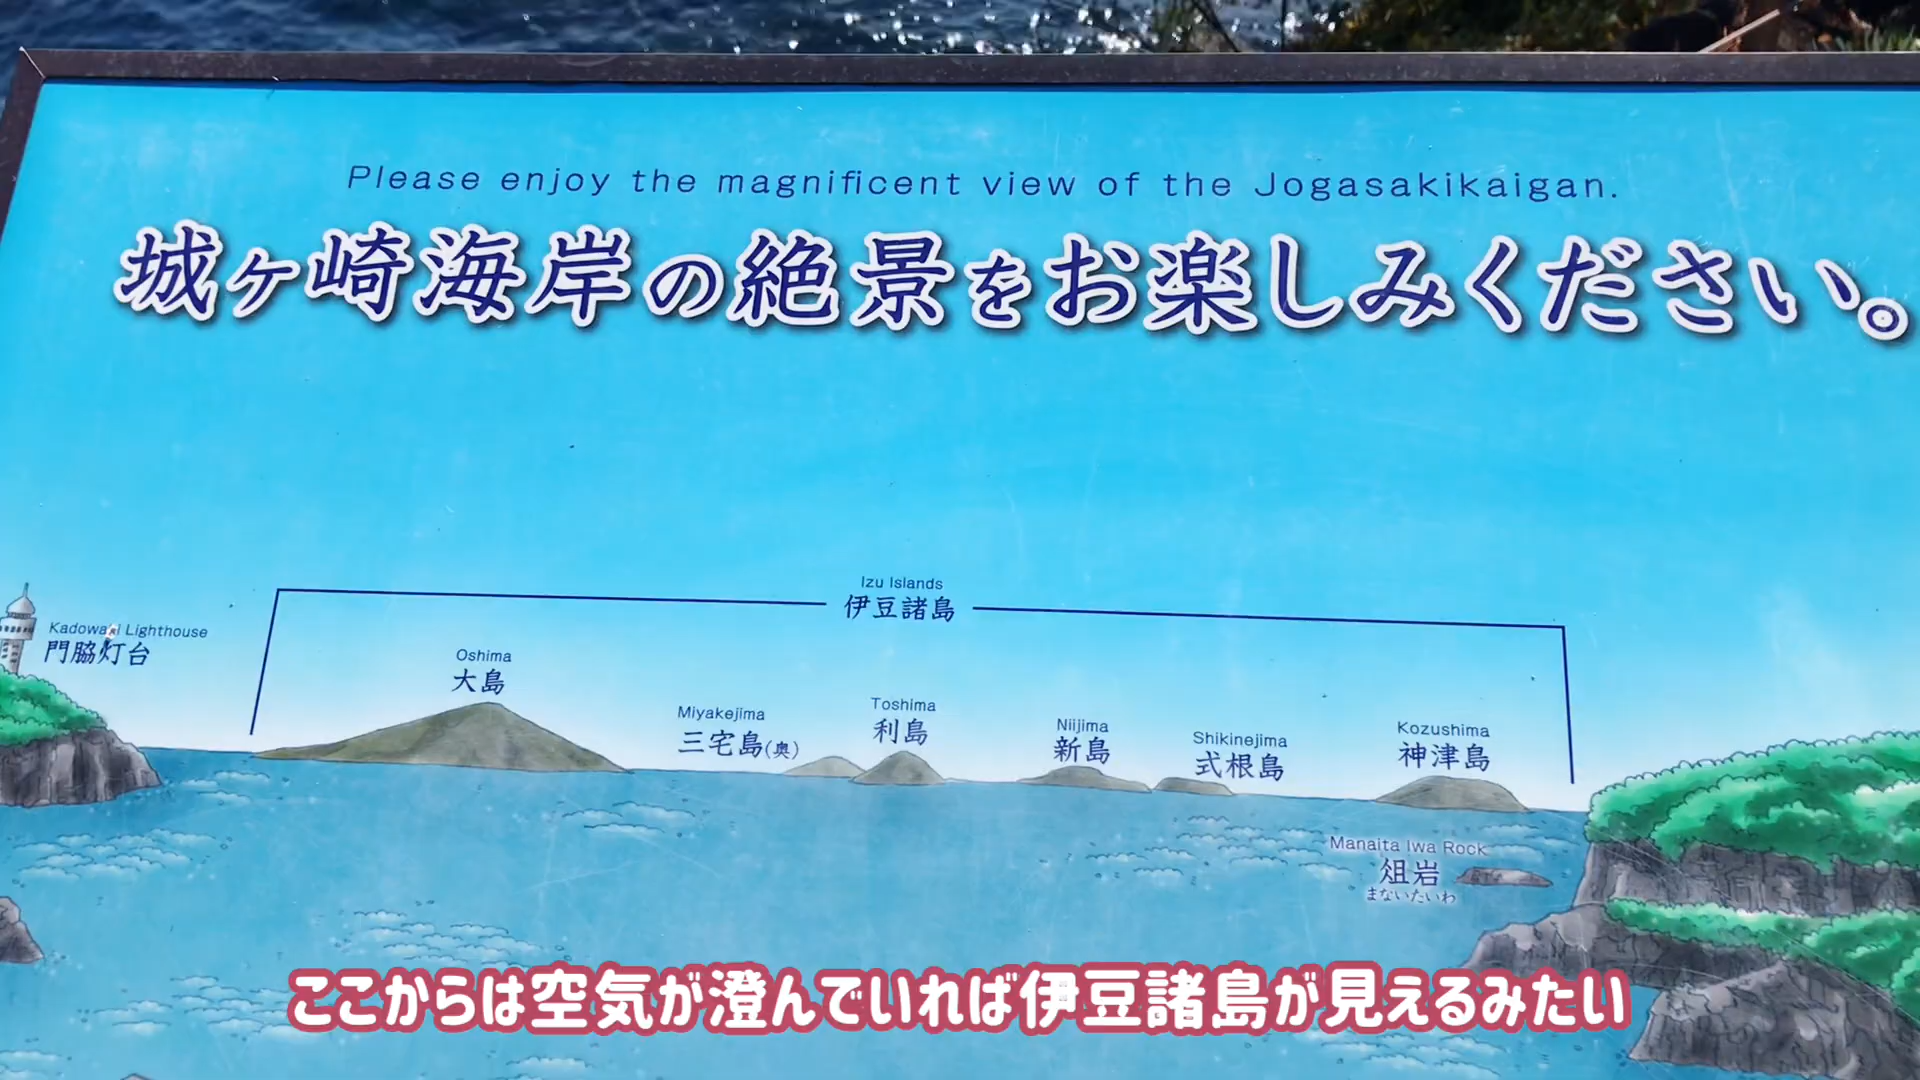 Please enjoy the magnificent view of the Jogasakikaigan.
城ヶ崎海岸の絶景をお楽しみください。
Izu Islands
伊豆諸島
Kadowaki Lighthouse
門脇灯台
Oshima
大島
Miyakejima
三宅島(奥)
Toshima
利島
Niijima
新島
Shikinejima
式根島
Kozushima
神津島
Manaita Iwa Rock
俎岩
まないたいわ
ここからは空気が澄んでいれば伊豆諸島が見えるみたい